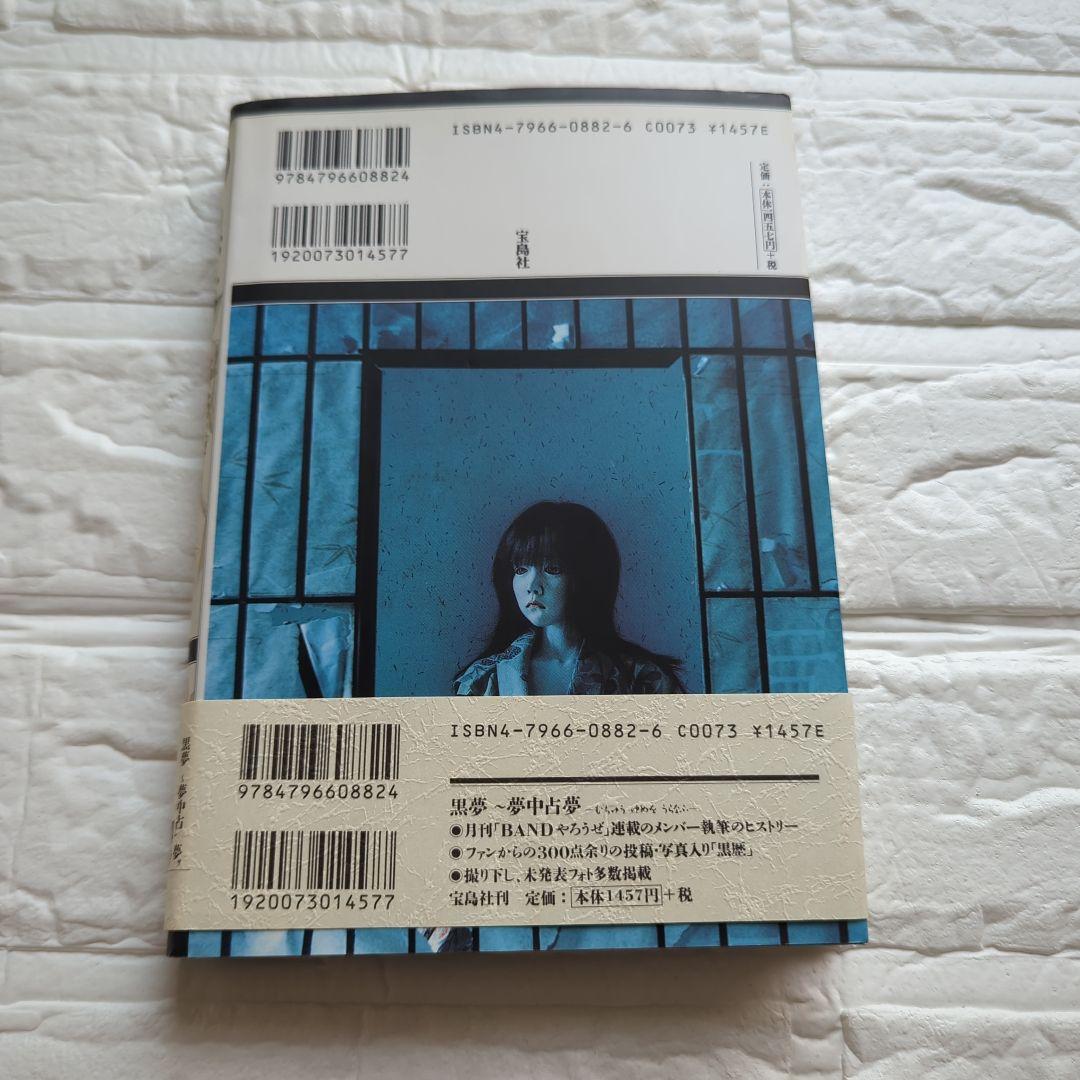 ISBN4-7966-0882-6 C0073 ¥1457E
9784796608824
1920073014577
宝島社
定価:本体一四五七円+税
ISBN4-7966-0882-6 C0073 ¥1457E
9784796608824
1920073014577
黒夢 ～夢中占夢
●月刊「BANDやろうぜ」連載のメンバー執筆のヒストリー
●ファンからの300点余りの投稿・写真入り「黒歴」
●撮り下し、未発表フォト多数掲載
宝島社刊 定価:本体1457円+税
黒夢 ～夢中占夢～